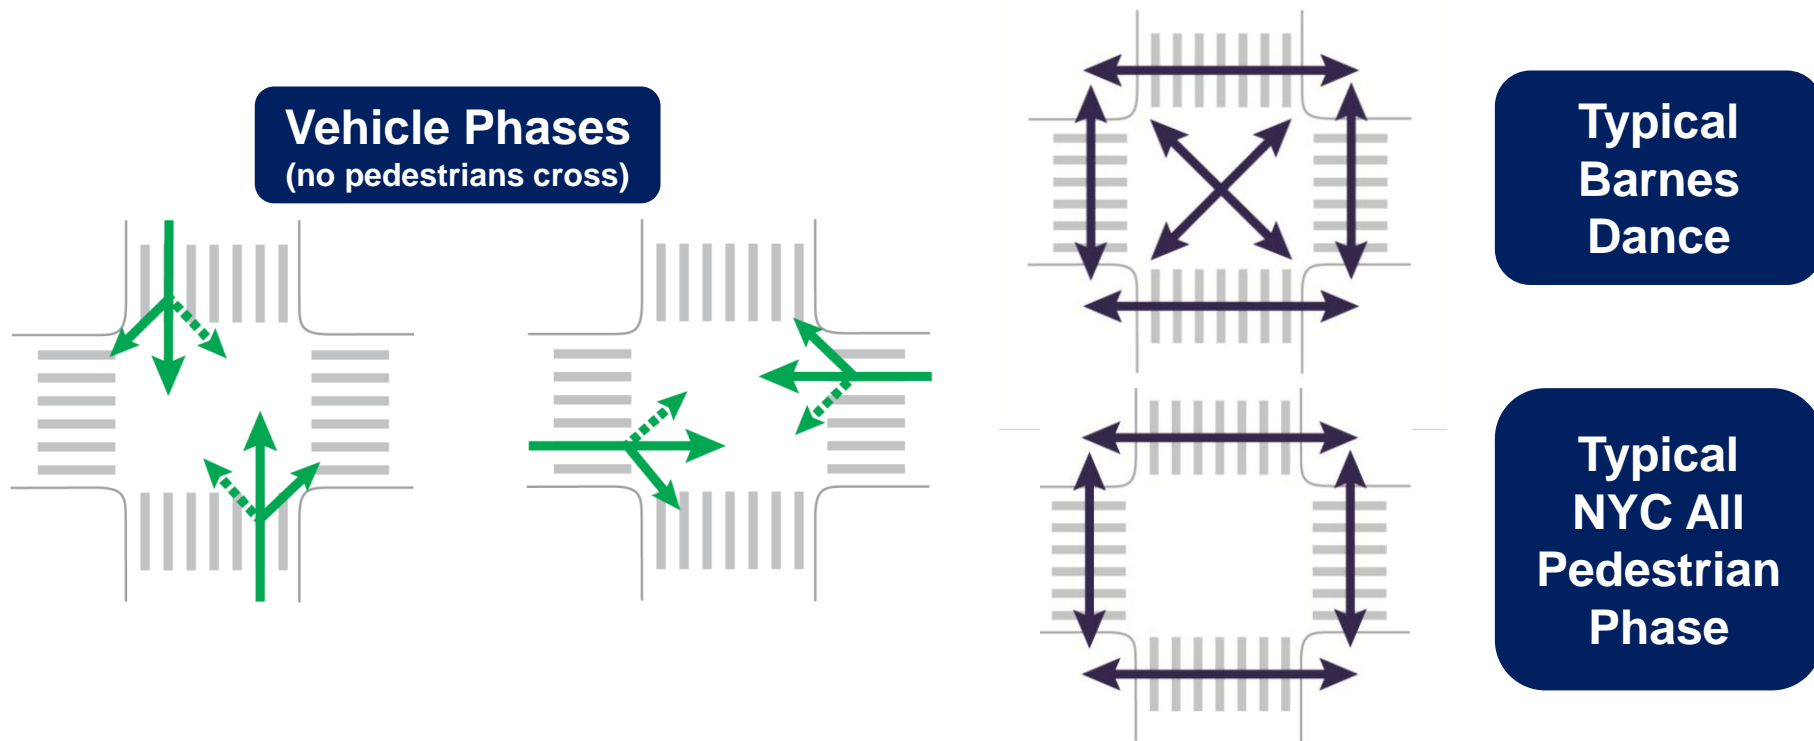 Vehicle Phases
(no pedestrians cross)
Typical
Barnes
Dance
Typical
NYC All
Pedestrian
Phase